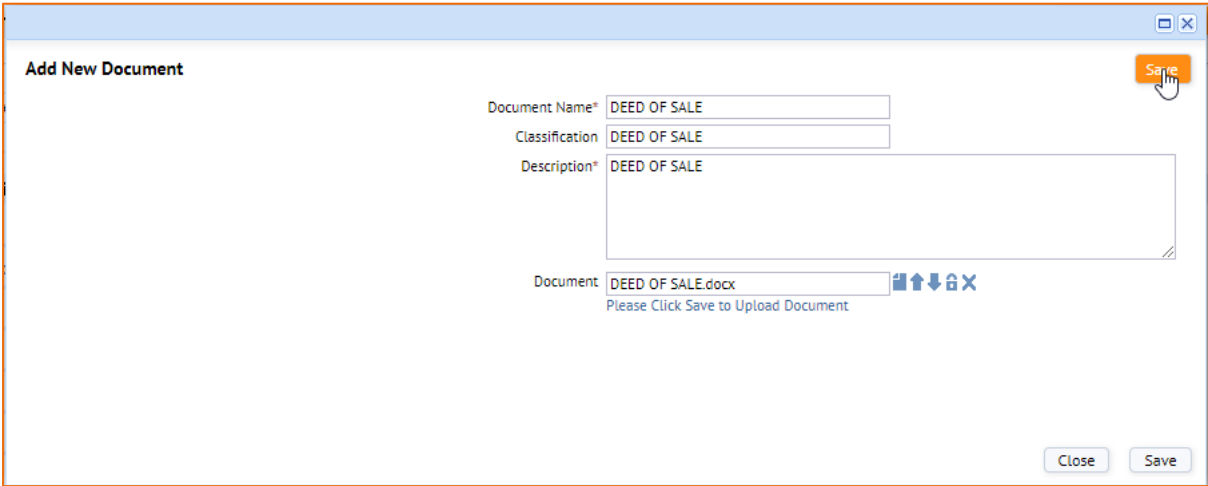 Add New Document
Save
Document Name* DEED OF SALE
Classification DEED OF SALE
Description* DEED OF SALE
Document DEED OF SALE.docx
Please Click Save to Upload Document
Close Save